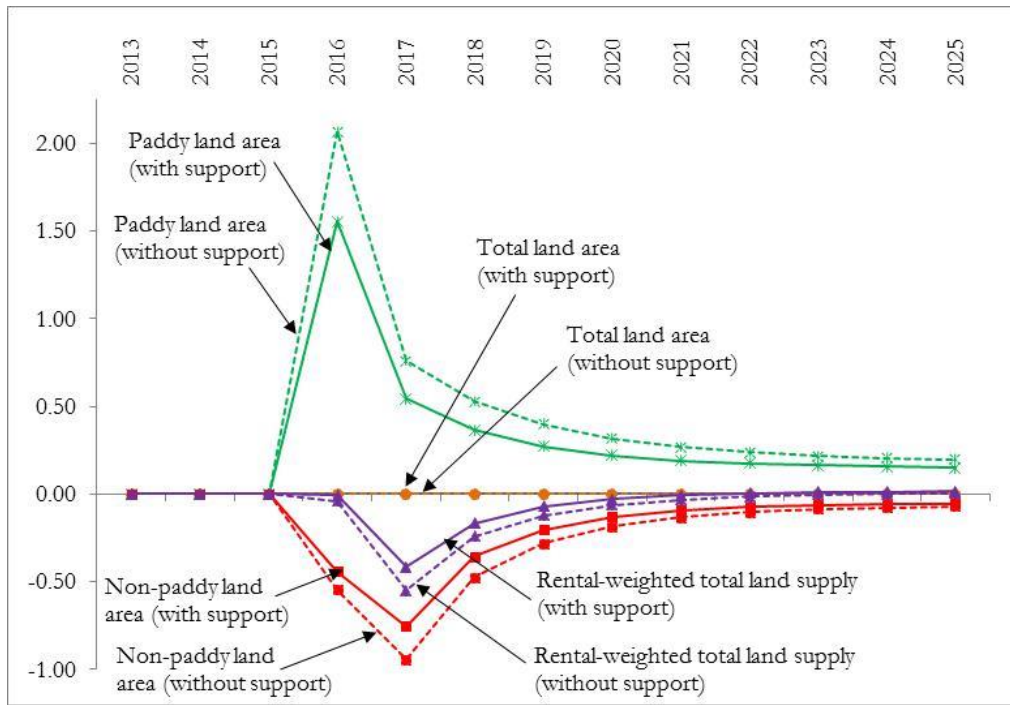 2013
2014
2015
2016
2017
2018
2019
2020
2021
2022
2023
2024
2025
2.00
1.50
1.00
0.50
0.00
-0.50
-1.00
Paddy land area
(with support)
Paddy land area
(without support)
Total land area
(with support)
Total land area
(without support)
Non-paddy land
area (with support)
Non-paddy land
area (without support)
Rental-weighted total land supply
(with support)
Rental-weighted total land supply
(without support)